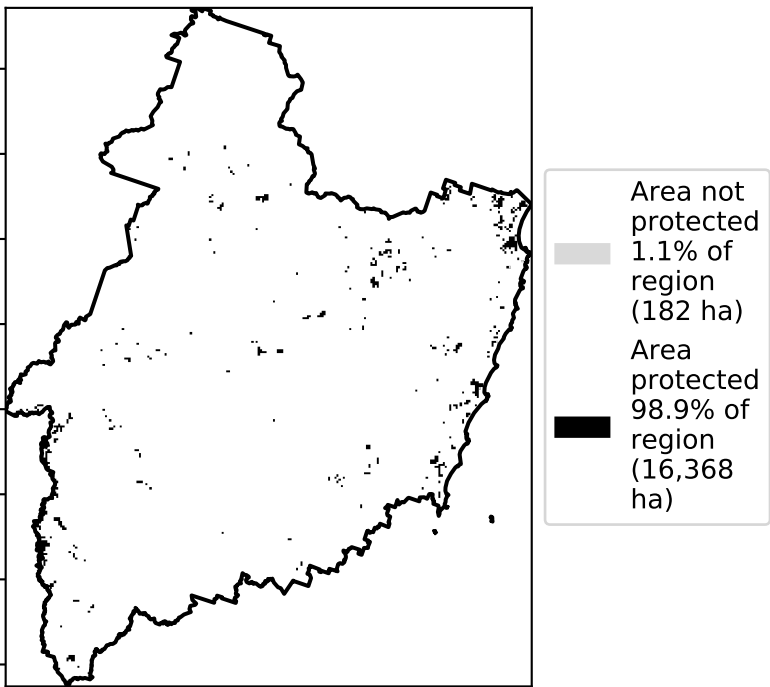 Area not
protected
1.1% of
region
(182 ha)
Area
protected
98.9% of
region
(16,368
ha)